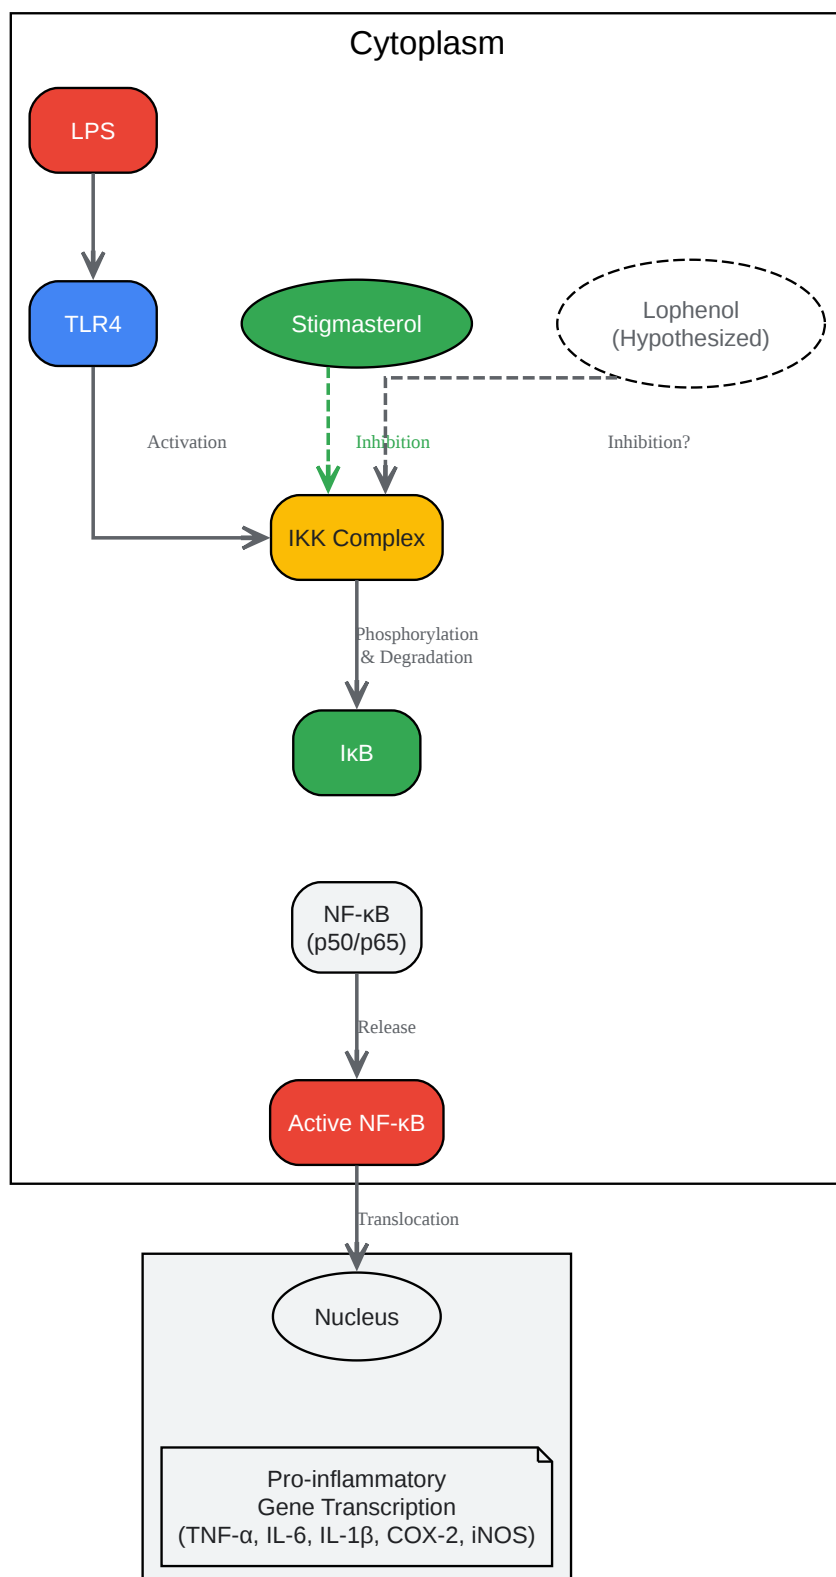 Cytoplasm
LPS
TLR4
Stigmasterol
Lophenol
(Hypothesized)
Activation
Inhibition
Inhibition?
IKK Complex
Phosphorylation
& Degradation
IκB
NF-κB
(p50/p65)
Release
Active NF-κB
Translocation
Nucleus
Pro-inflammatory
Gene Transcription
(TNF-α, IL-6, IL-1β, COX-2, iNOS)